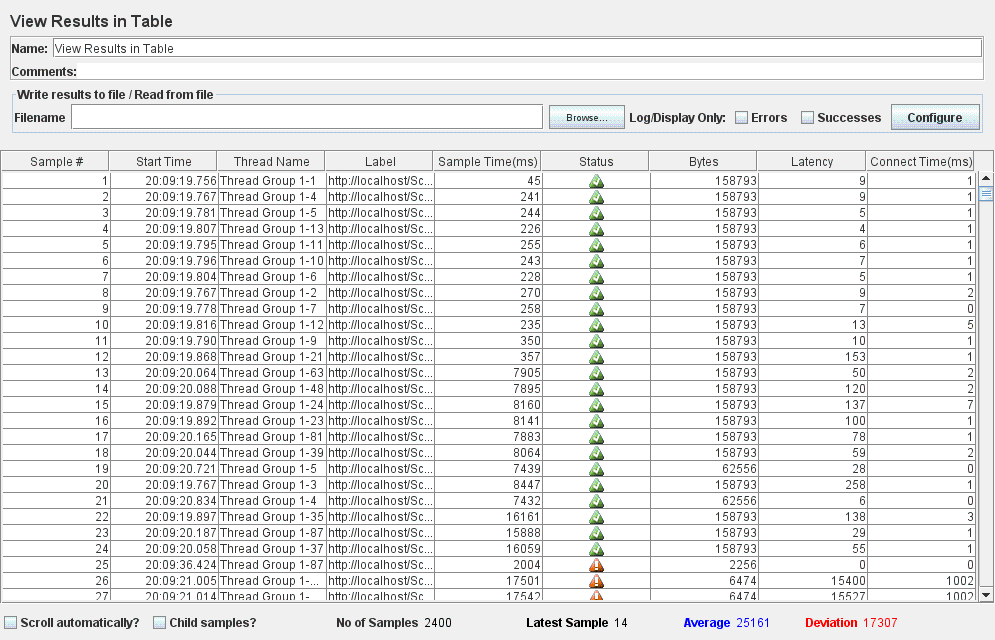 View Results in Table
Name: View Results in Table
Comments:
Write results to file / Read from file
Filename Browse... Log/Display Only: Errors Successes Configure
Sample # Start Time Thread Name Label Sample Time(ms) Status Bytes Latency Connect Time(ms)
1 20:09:19.756 Thread Group 1-1 http://localhost/Sc... 45 158793 9 1
2 20:09:19.767 Thread Group 1-4 http://localhost/Sc... 241 158793 9 1
3 20:09:19.781 Thread Group 1-5 http://localhost/Sc... 244 158793 5 1
4 20:09:19.807 Thread Group 1-13 http://localhost/Sc... 226 158793 4 1
5 20:09:19.795 Thread Group 1-11 http://localhost/Sc... 255 158793 6 1
6 20:09:19.796 Thread Group 1-10 http://localhost/Sc... 243 158793 7 1
7 20:09:19.804 Thread Group 1-6 http://localhost/Sc... 228 158793 5 1
8 20:09:19.767 Thread Group 1-2 http://localhost/Sc... 270 158793 9 2
9 20:09:19.778 Thread Group 1-7 http://localhost/Sc... 258 158793 7 0
10 20:09:19.816 Thread Group 1-12 http://localhost/Sc... 235 158793 13 5
11 20:09:19.790 Thread Group 1-9 http://localhost/Sc... 350 158793 10 1
12 20:09:19.868 Thread Group 1-21 http://localhost/Sc... 357 158793 153 1
13 20:09:20.064 Thread Group 1-63 http://localhost/Sc... 7905 158793 50 2
14 20:09:20.088 Thread Group 1-48 http://localhost/Sc... 7895 158793 120 2
15 20:09:19.879 Thread Group 1-24 http://localhost/Sc... 8160 158793 137 7
16 20:09:19.892 Thread Group 1-23 http://localhost/Sc... 8141 158793 100 1
17 20:09:20.165 Thread Group 1-81 http://localhost/Sc... 7883 158793 78 1
18 20:09:20.044 Thread Group 1-39 http://localhost/Sc... 8064 158793 59 2
19 20:09:20.721 Thread Group 1-5 http://localhost/Sc... 7439 62556 28 0
20 20:09:19.767 Thread Group 1-3 http://localhost/Sc... 8447 158793 258 1
21 20:09:20.834 Thread Group 1-4 http://localhost/Sc... 7432 62556 6 0
22 20:09:19.897 Thread Group 1-35 http://localhost/Sc... 16161 158793 138 3
23 20:09:20.187 Thread Group 1-87 http://localhost/Sc... 15888 158793 29 1
24 20:09:20.058 Thread Group 1-37 http://localhost/Sc... 16059 158793 55 1
25 20:09:36.424 Thread Group 1-87 http://localhost/Sc... 2004 2256 0 0
26 20:09:21.005 Thread Group 1-... http://localhost/Sc... 17501 6474 15400 1002
27 20:09:21.014 Thread Group 1- http://localhost/Sc... 17542 6474 15527 1002
Scroll automatically? Child samples? No of Samples 2400 Latest Sample 14 Average 25161 Deviation 17307